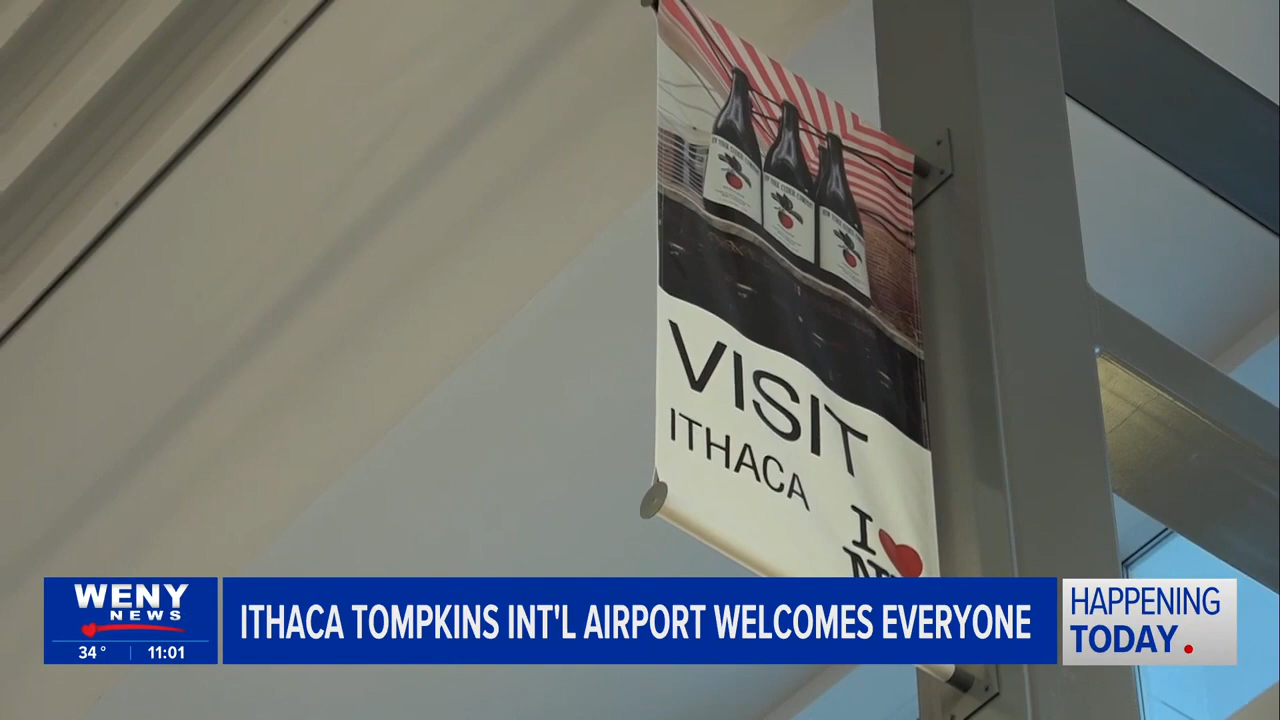 VISIT
ITHACA
I
WENY
NEWS
34° 11:01
ITHACA TOMPKINS INT'L AIRPORT WELCOMES EVERYONE
HAPPENING
TODAY.